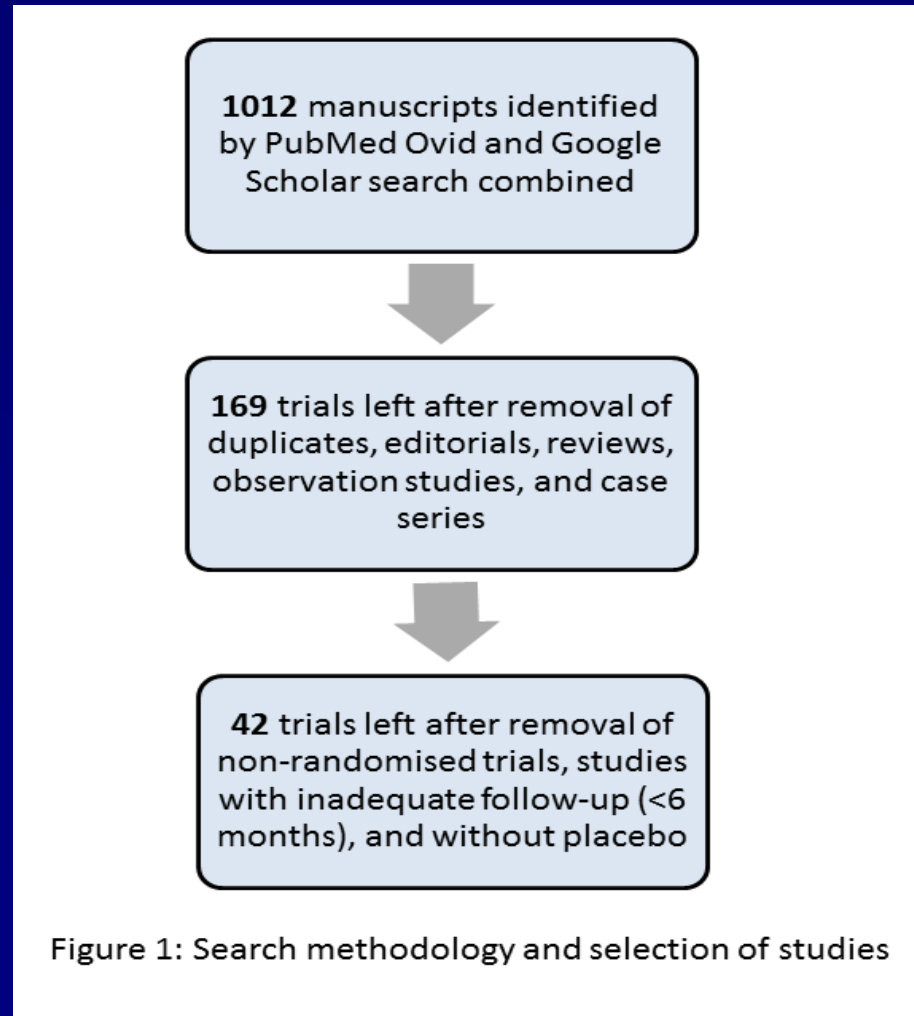 1012 manuscripts identified
by PubMed Ovid and Google
Scholar search combined
169 trials left after removal of
duplicates, editorials, reviews,
observation studies, and case
series
42 trials left after removal of
non-randomised trials, studies
with inadequate follow-up (<6
months), and without placebo
Figure 1: Search methodology and selection of studies